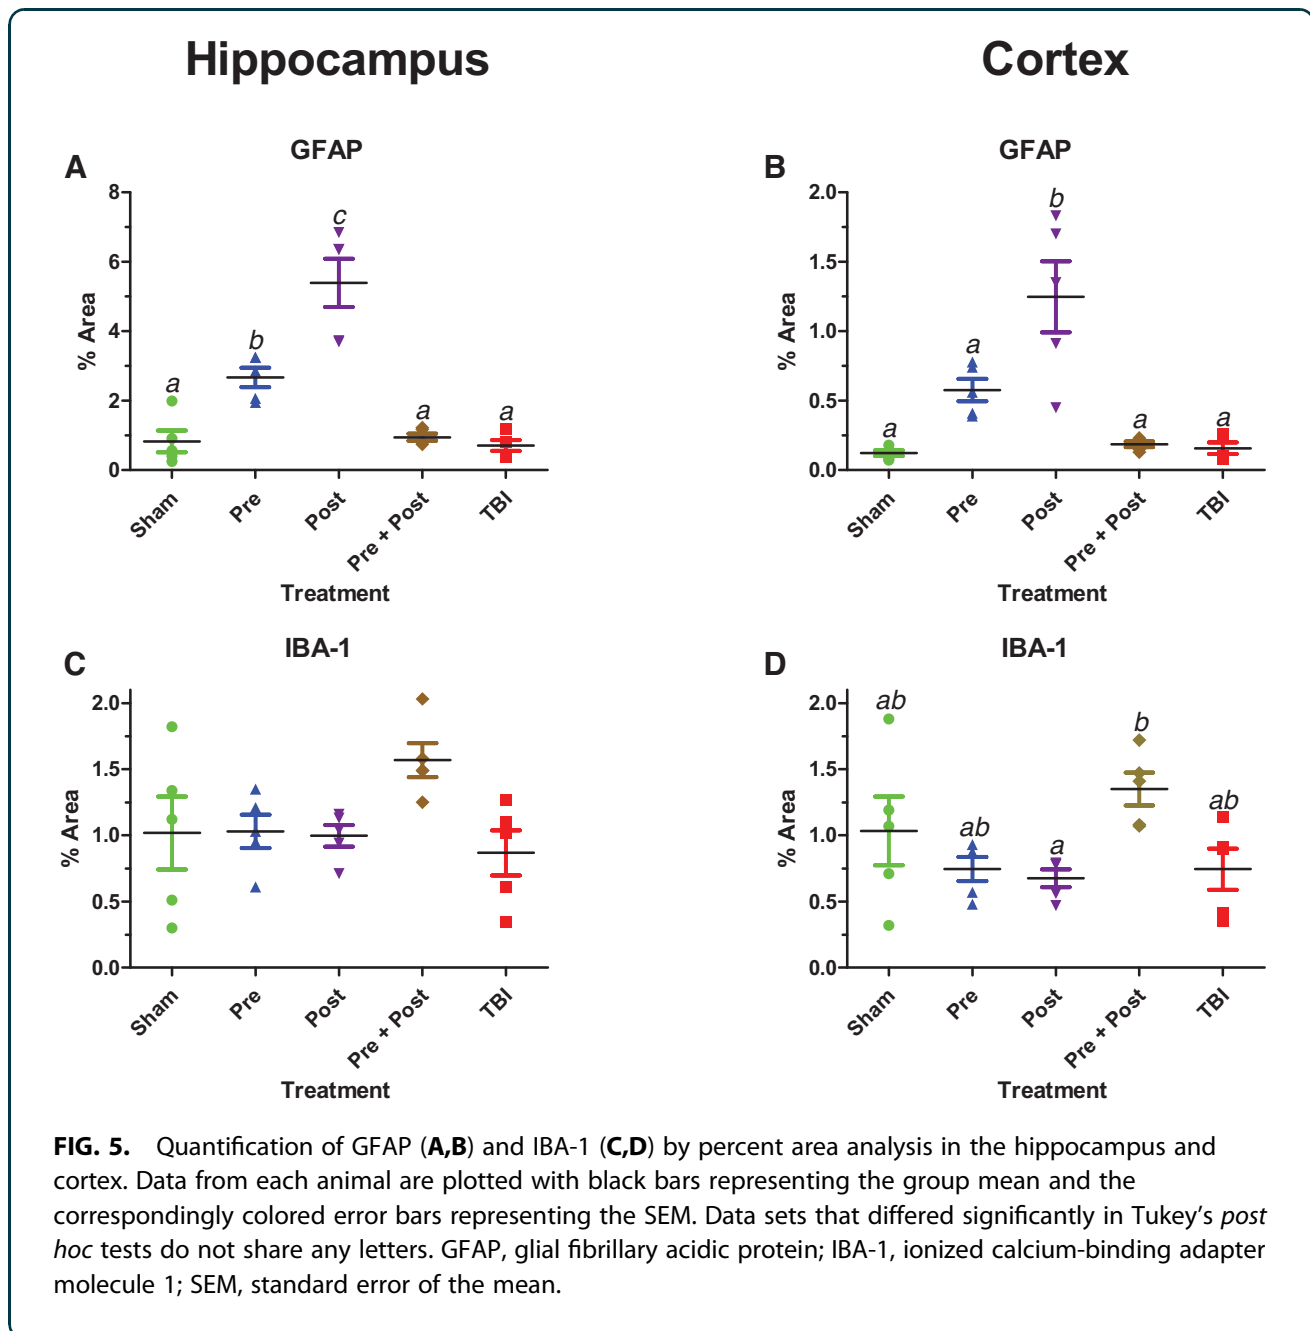 Hippocampus
Cortex
A
GFAP
8
6
4
2
0
% Area
a
b
c
a
a
Sham
Pre
Post
Pre + Post
TBI
Treatment
B
GFAP
2.0
1.5
1.0
0.5
0.0
% Area
a
a
b
a
a
Sham
Pre
Post
Pre + Post
TBI
Treatment
C
IBA-1
2.0
1.5
1.0
0.5
0.0
% Area
Sham
Pre
Post
Pre + Post
TBI
Treatment
D
IBA-1
2.0
1.5
1.0
0.5
0.0
% Area
ab
ab
a
b
ab
Sham
Pre
Post
Pre + Post
TBI
Treatment
FIG. 5. Quantification of GFAP (A,B) and IBA-1 (C,D) by percent area analysis in the hippocampus and
cortex. Data from each animal are plotted with black bars representing the group mean and the
correspondingly colored error bars representing the SEM. Data sets that differed significantly in Tukey's post
hoc tests do not share any letters. GFAP, glial fibrillary acidic protein; IBA-1, ionized calcium-binding adapter
molecule 1; SEM, standard error of the mean.